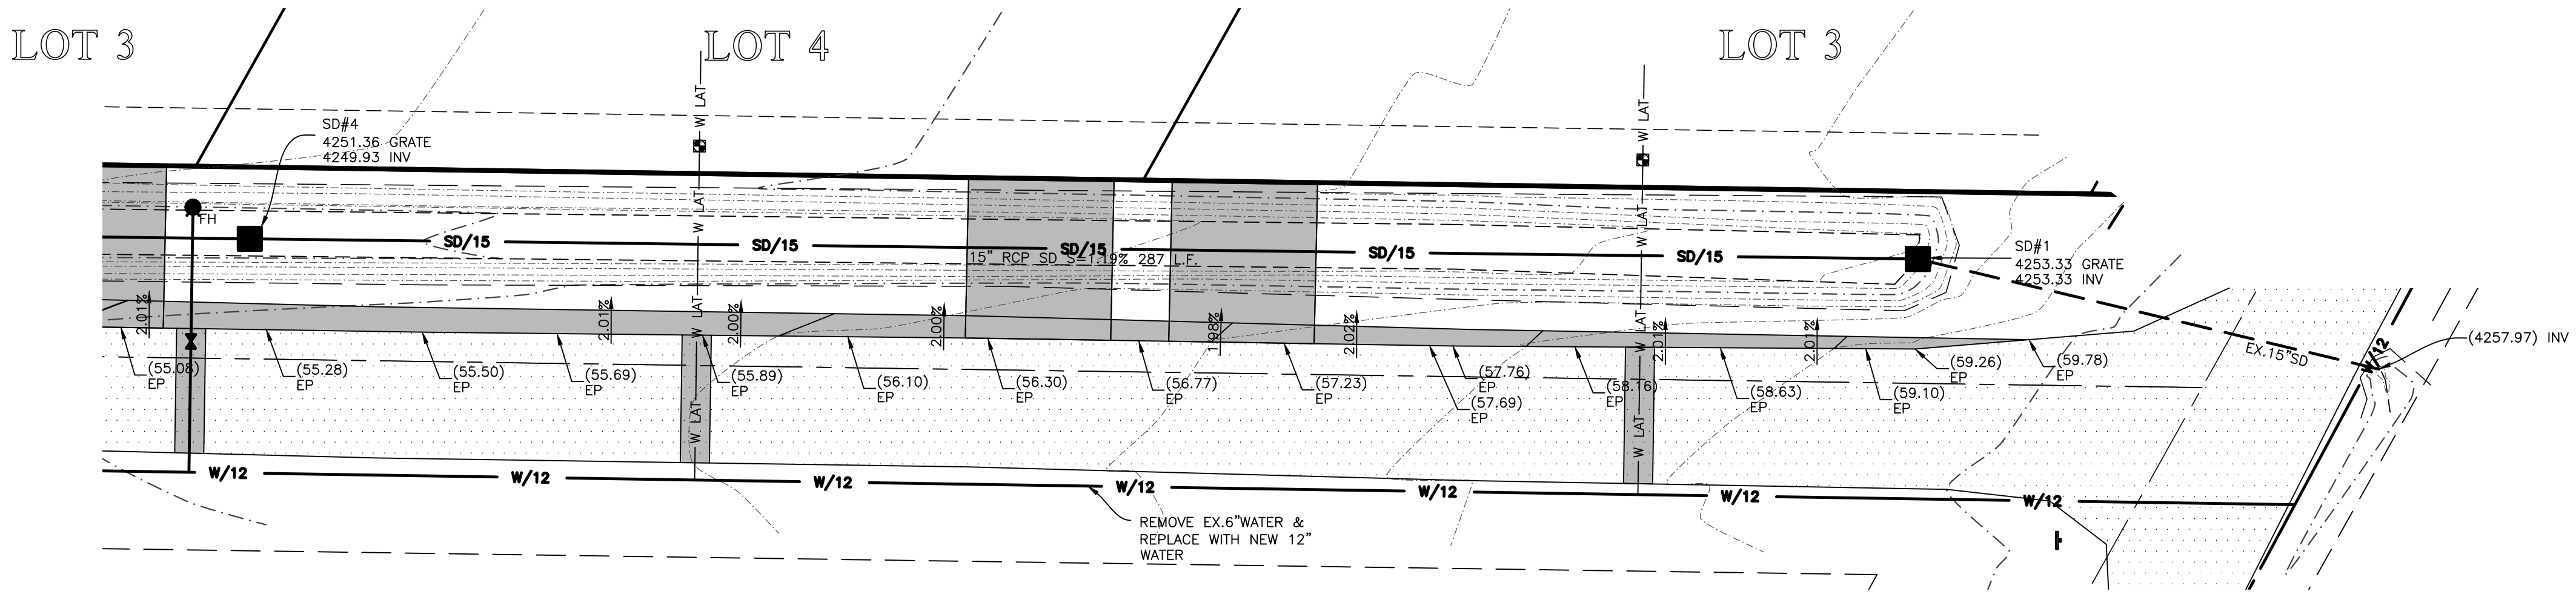 LOT 3
LOT 4
LOT 3
SD#4
4251.36 GRATE
4249.93 INV
W LAT
W LAT
W LAT
W LAT
W LAT
W LAT
W LAT
W LAT
FH
SD/15
SD/15
SD/15
SD/15
SD/15
15" RCP SD S=1.19% 287 L.F.
SD#1
4253.33 GRATE
4253.33 INV
2.01%
2.01%
2.00%
2.00%
1.98%
2.02%
2.01%
2.01%
EX.15"SD
W/12
(4257.97) INV
(55.08)
EP
(55.28)
EP
(55.50)
EP
(55.69)
EP
(55.89)
EP
(56.10)
EP
(56.30)
EP
(56.77)
EP
(57.23)
EP
(57.76)
EP
(57.69)
EP
(58.16)
EP
(58.63)
EP
(59.10)
EP
(59.26)
EP
(59.78)
EP
W/12
W/12
W/12
W/12
W/12
W/12
W/12
REMOVE EX.6"WATER &
REPLACE WITH NEW 12"
WATER